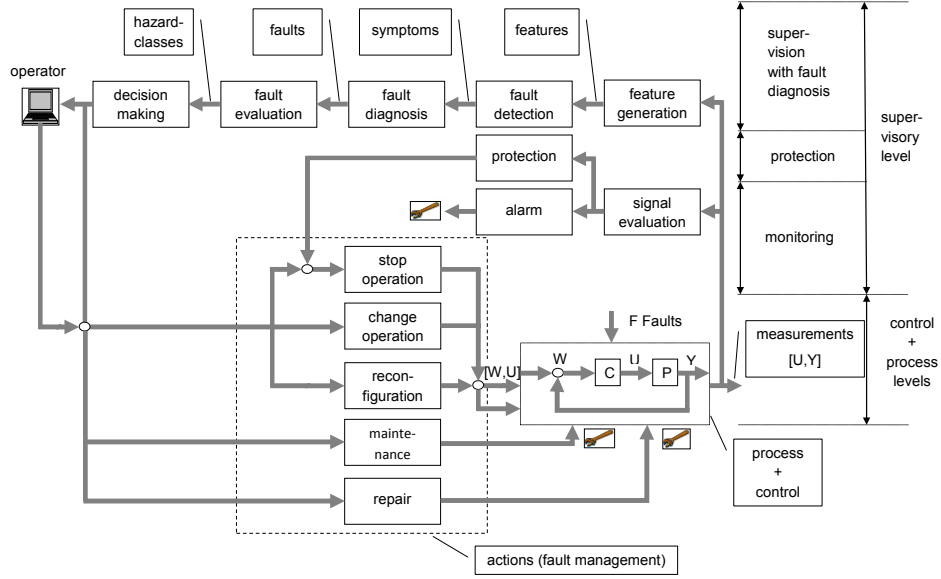 hazard-
classes
faults
symptoms
features
super-
vision
with fault
diagnosis
operator
decision
making
fault
evaluation
fault
diagnosis
fault
detection
feature
generation
super-
visory
level
protection
protection
alarm
signal
evaluation
monitoring
stop
operation
change
operation
F Faults
measurements
[U,Y]
control
+
process
levels
recon-
figuration
[W,U]
W
C
U
P
Y
mainte-
nance
process
+
control
repair
actions (fault management)